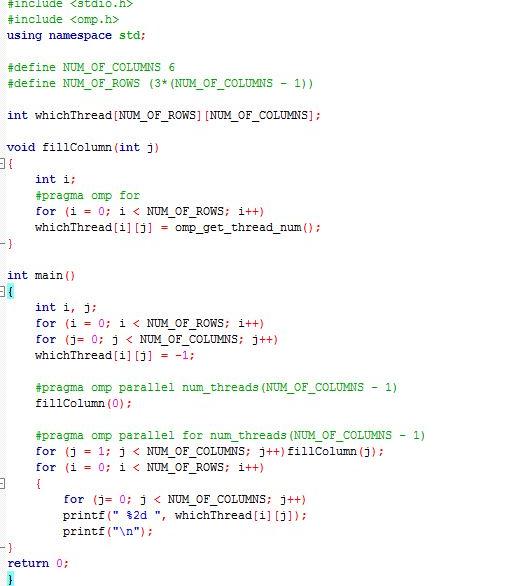 #include <stdio.h>
#include <omp.h>
using namespace std;

#define NUM_OF_COLUMNS 6
#define NUM_OF_ROWS (3*(NUM_OF_COLUMNS - 1))

int whichThread[NUM_OF_ROWS][NUM_OF_COLUMNS];

void fillColumn(int j)
{
    int i;
    #pragma omp for
    for (i = 0; i < NUM_OF_ROWS; i++)
    whichThread[i][j] = omp_get_thread_num();
}

int main()
{
    int i, j;
    for (i = 0; i < NUM_OF_ROWS; i++)
    for (j= 0; j < NUM_OF_COLUMNS; j++)
    whichThread[i][j] = -1;

    #pragma omp parallel num_threads(NUM_OF_COLUMNS - 1)
    fillColumn(0);

    #pragma omp parallel for num_threads(NUM_OF_COLUMNS - 1)
    for (j = 1; j < NUM_OF_COLUMNS; j++)fillColumn(j);
    for (i = 0; i < NUM_OF_ROWS; i++)
    {
        for (j= 0; j < NUM_OF_COLUMNS; j++)
        printf(" %2d ", whichThread[i][j]);
        printf("\n");
}
return 0;
}